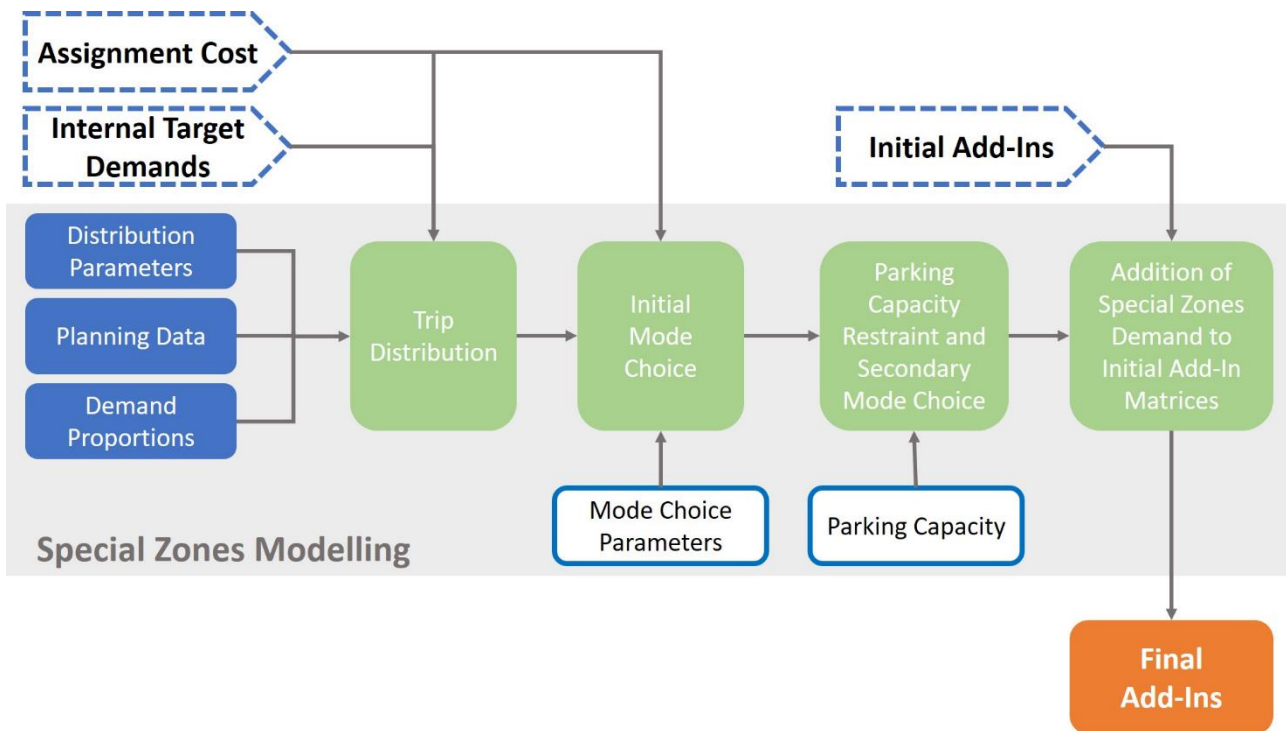 Assignment Cost
Internal Target
Demands
Initial Add-Ins
Distribution
Parameters
Planning Data
Demand
Proportions
Trip
Distribution
Initial
Mode
Choice
Parking
Capacity
Restraint and
Secondary
Mode Choice
Addition of
Special Zones
Demand to
Initial Add-In
Matrices
Mode Choice
Parameters
Parking Capacity
Special Zones Modelling
Final
Add-Ins